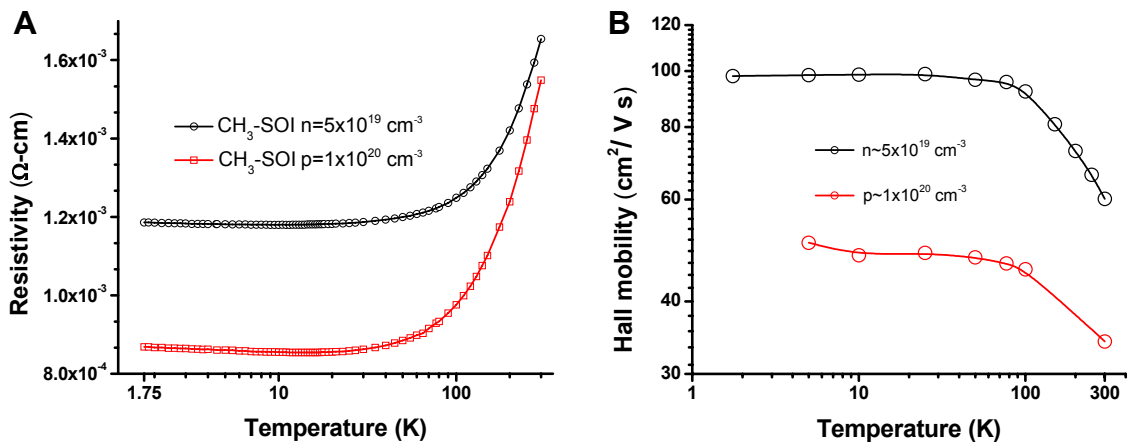 A
Resistivity (Ω-cm)
1.6x10⁻³
1.4x10⁻³
1.2x10⁻³
1.0x10⁻³
8.0x10⁻⁴
CH₃-SOI n=5x10¹⁹ cm⁻³
CH₃-SOI p=1x10²⁰ cm⁻³
1.75 10 100
Temperature (K)
B
Hall mobility (cm²/ V s)
120
100
80
60
40
30
n~5x10¹⁹ cm⁻³
p~1x10²⁰ cm⁻³
1 10 100 300
Temperature (K)